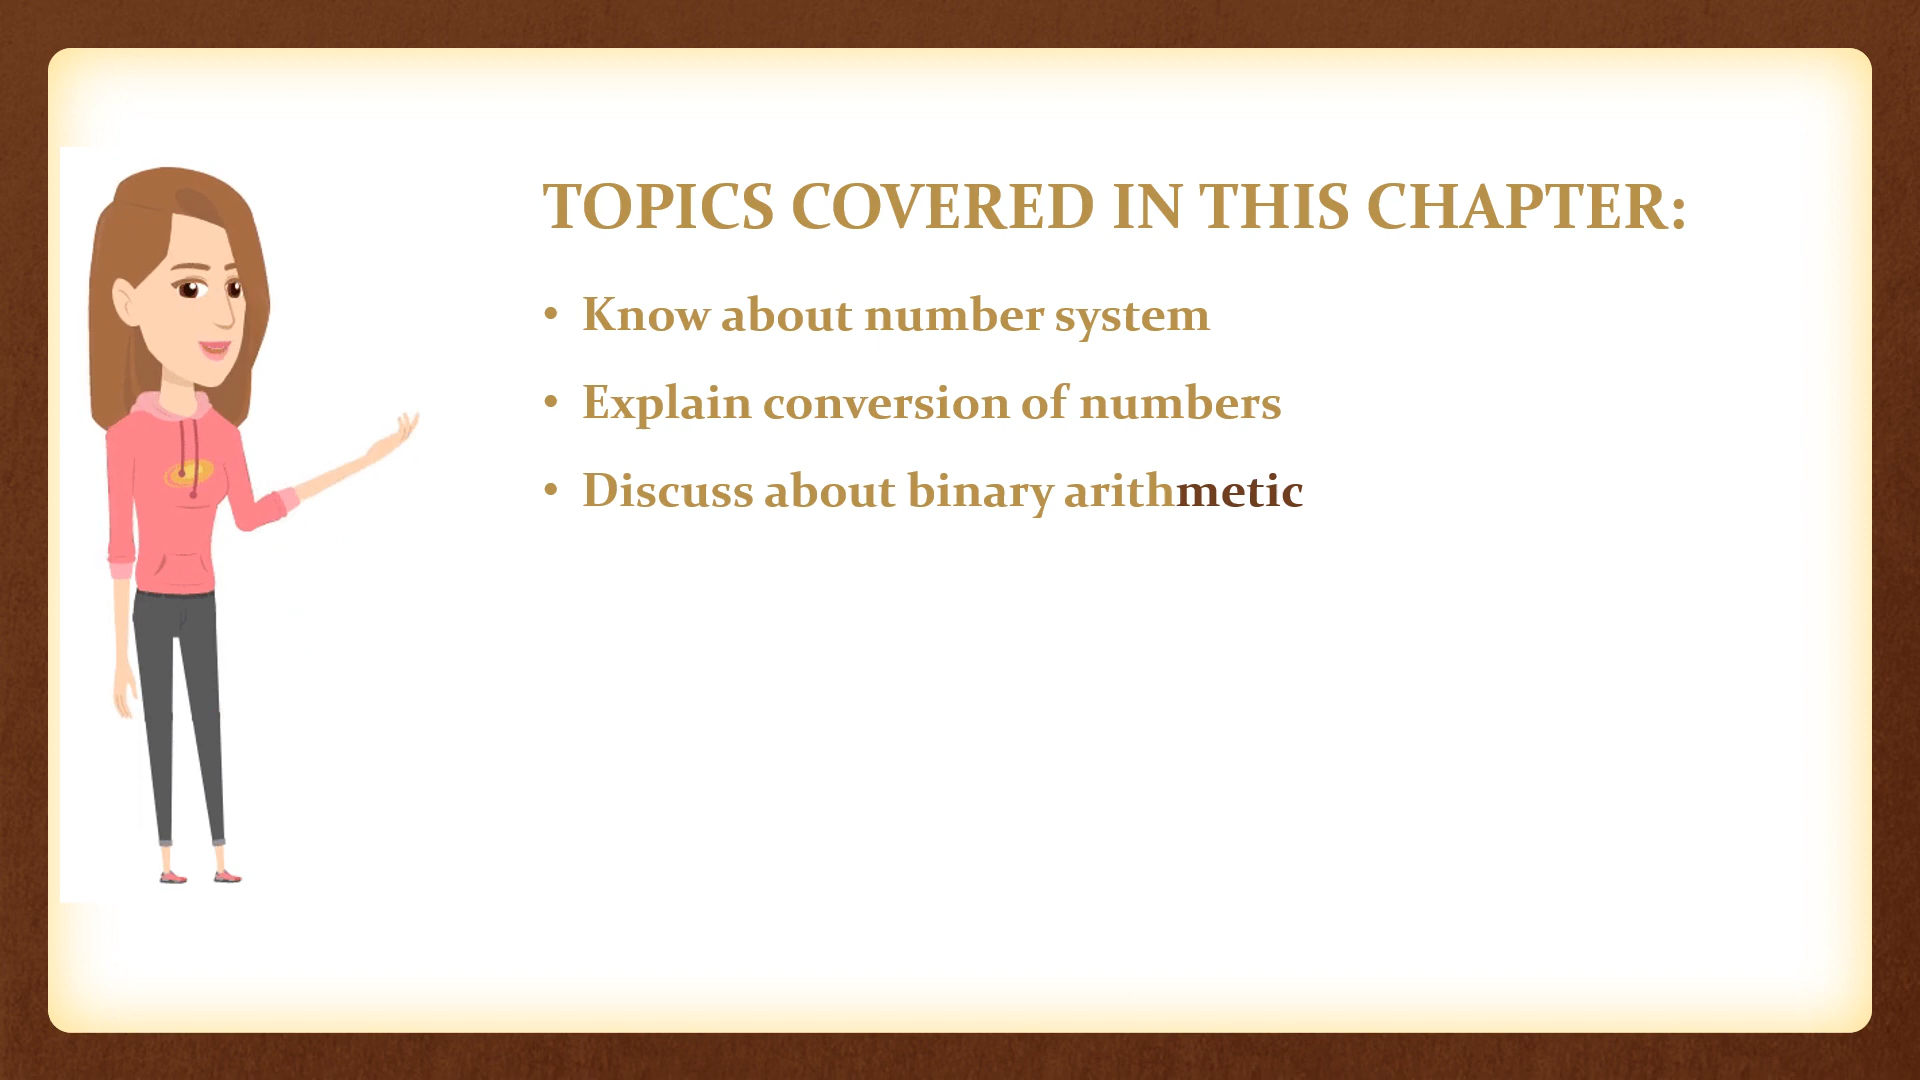 TOPICS COVERED IN THIS CHAPTER:
• Know about number system
• Explain conversion of numbers
• Discuss about binary arithmetic